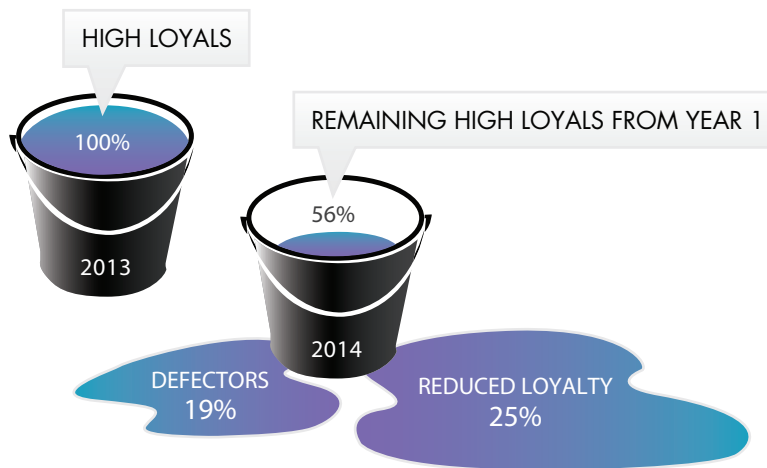 HIGH LOYALS
100%
2013
REMAINING HIGH LOYALS FROM YEAR 1
56%
2014
DEFECTORS
19%
REDUCED LOYALTY
25%